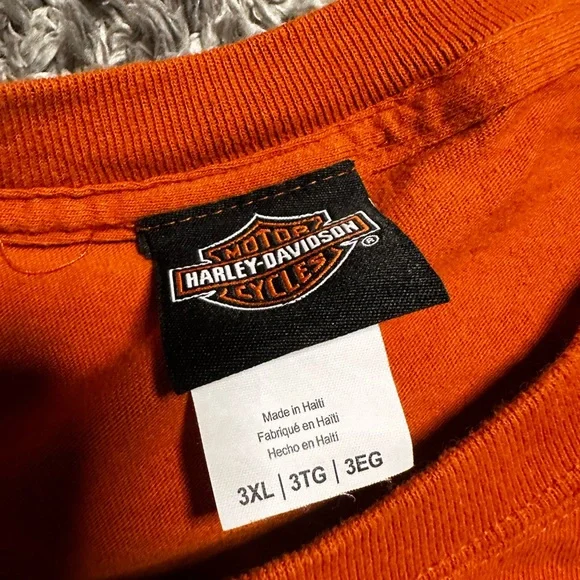 MOTOR
HARLEY-DAVIDSON
®
CYCLES
Made in Haiti
Fabriqué en Haïti
Hecho en Haití
3XL | 3TG | 3EG